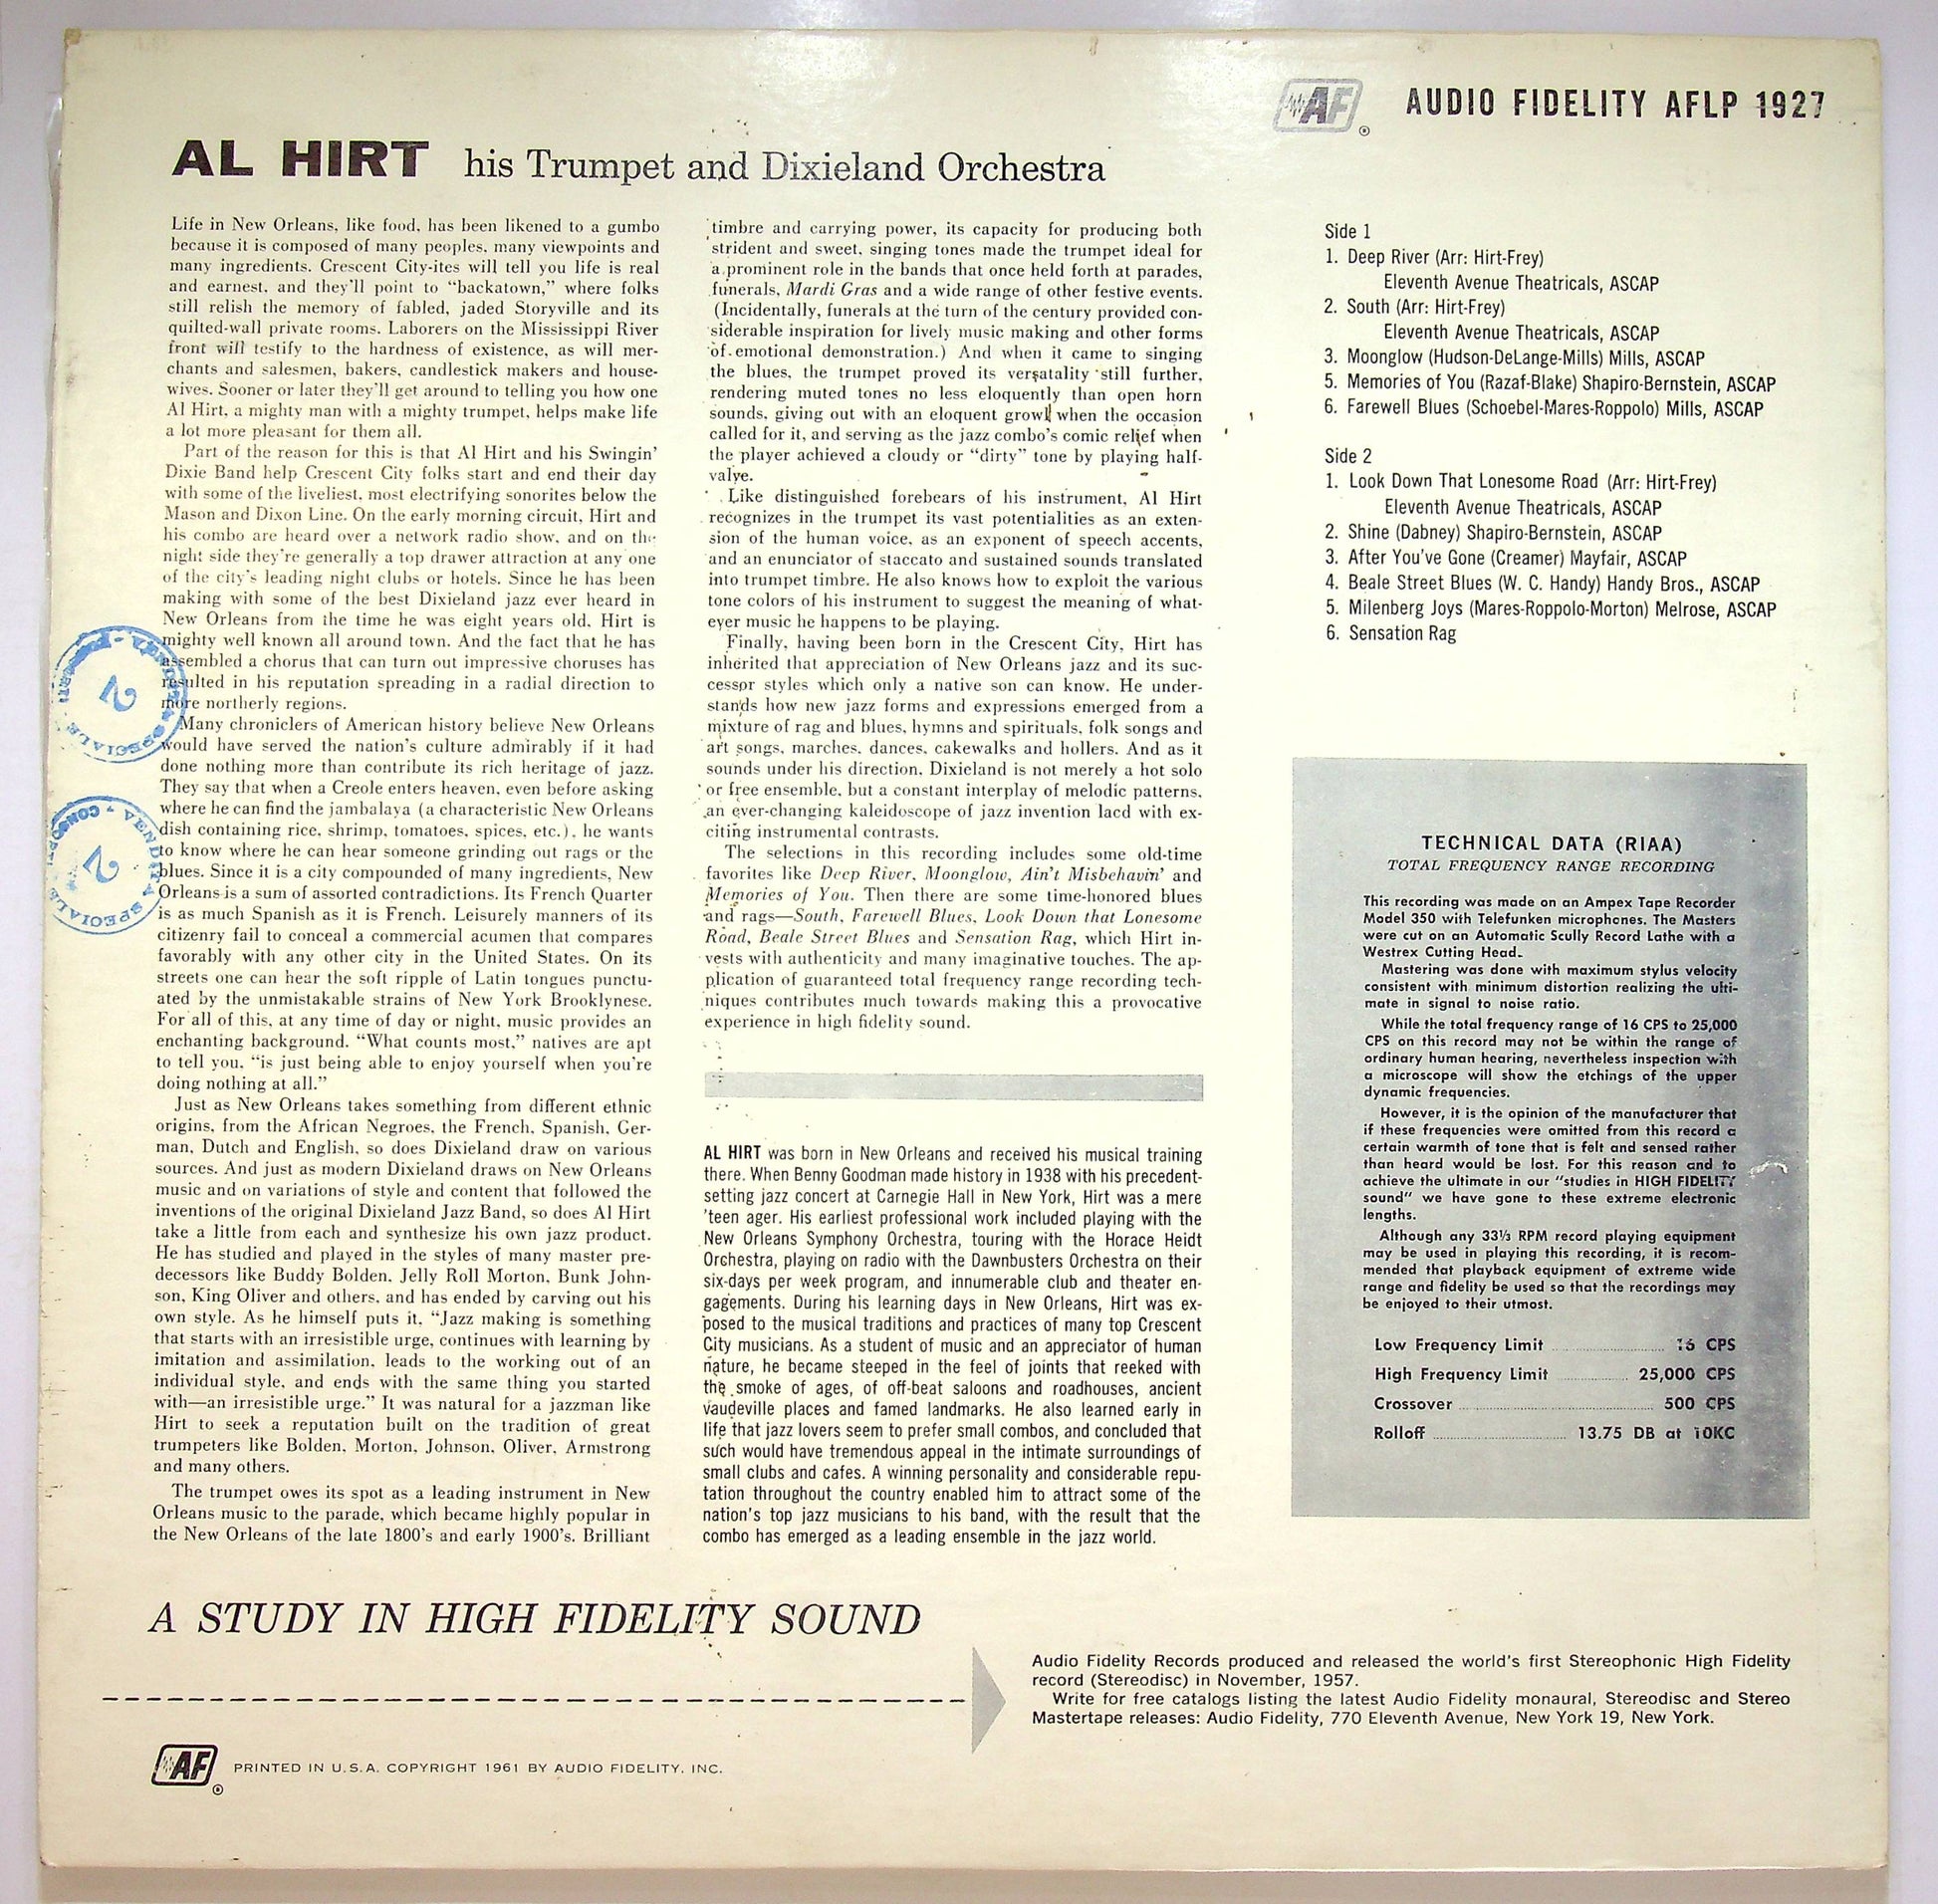 AF
AUDIO FIDELITY AFLP 1927
AL HIRT his Trumpet and Dixieland Orchestra
Life in New Orleans, like food, has been likened to a gumbo
because it is composed of many peoples, many viewpoints and
many ingredients. Crescent City-ites will tell you life is real
and earnest, and they'll point to “backatown,” where folks
still relish the memory of fabled, jaded Storyville and its
quilted-wall private rooms. Laborers on the Mississippi River
front will testify to the hardness of existence, as will mer-
chants and salesmen, bakers, candlestick makers and house-
wives. Sooner or later they'll get around to telling you how one
Al Hirt, a mighty man with a mighty trumpet, helps make life
a lot more pleasant for them all.
Part of the reason for this is that Al Hirt and his Swingin'
Dixie Band help Crescent City folks start and end their day
with some of the liveliest, most electrifying sonorites below the
Mason and Dixon Line. On the early morning circuit, Hirt and
his combo are heard over a network radio show, and on the
night side they're generally a top drawer attraction at any one
of the city's leading night clubs or hotels. Since he has been
making with some of the best Dixieland jazz ever heard in
New Orleans from the time he was eight years old, Hirt is
mighty well known all around town. And the fact that he has
assembled a chorus that can turn out impressive choruses has
resulted in his reputation spreading in a radial direction to
more northerly regions.
Many chroniclers of American history believe New Orleans
would have served the nation's culture admirably if it had
done nothing more than contribute its rich heritage of jazz.
They say that when a Creole enters heaven, even before asking
where he can find the jambalaya (a characteristic New Orleans
dish containing rice, shrimp, tomatoes, spices, etc.), he wants
to know where he can hear someone grinding out rags or the
blues. Since it is a city compounded of many ingredients, New
Orleans is a sum of assorted contradictions. Its French Quarter
is as much Spanish as it is French. Leisurely manners of its
citizenry fail to conceal a commercial acumen that compares
favorably with any other city in the United States. On its
streets one can hear the soft ripple of Latin tongues punctu-
ated by the unmistakable strains of New York Brooklynese.
For all of this, at any time of day or night, music provides an
enchanting background. “What counts most,” natives are apt
to tell you, “is just being able to enjoy yourself when you're
doing nothing at all.”
Just as New Orleans takes something from different ethnic
origins, from the African Negroes, the French, Spanish, Ger-
man, Dutch and English, so does Dixieland draw on various
sources. And just as modern Dixieland draws on New Orleans
music and on variations of style and content that followed the
inventions of the original Dixieland Jazz Band, so does Al Hirt
take a little from each and synthesize his own jazz product.
He has studied and played in the styles of many master pre-
decessors like Buddy Bolden, Jelly Roll Morton, Bunk John-
son, King Oliver and others, and has ended by carving out his
own style. As he himself puts it, “Jazz making is something
that starts with an irresistible urge, continues with learning by
imitation and assimilation, leads to the working out of an
individual style, and ends with the same thing you started
with—an irresistible urge.” It was natural for a jazzman like
Hirt to seek a reputation built on the tradition of great
trumpeters like Bolden, Morton, Johnson, Oliver, Armstrong
and many others.
The trumpet owes its spot as a leading instrument in New
Orleans music to the parade, which became highly popular in
the New Orleans of the late 1800's and early 1900's. Brilliant
timbre and carrying power, its capacity for producing both
strident and sweet, singing tones made the trumpet ideal for
a prominent role in the bands that once held forth at parades,
funerals, Mardi Gras and a wide range of other festive events.
(Incidentally, funerals at the turn of the century provided con-
siderable inspiration for lively music making and other forms
of emotional demonstration.) And when it came to singing
the blues, the trumpet proved its versatality still further,
rendering muted tones no less eloquently than open horn
sounds, giving out with an eloquent growl when the occasion
called for it, and serving as the jazz combo's comic relief when
the player achieved a cloudy or “dirty” tone by playing half-
valve.
Like distinguished forebears of his instrument, Al Hirt
recognizes in the trumpet its vast potentialities as an exten-
sion of the human voice, as an exponent of speech accents,
and an enunciator of staccato and sustained sounds translated
into trumpet timbre. He also knows how to exploit the various
tone colors of his instrument to suggest the meaning of what-
ever music he happens to be playing.
Finally, having been born in the Crescent City, Hirt has
inherited that appreciation of New Orleans jazz and its suc-
cessor styles which only a native son can know. He under-
stands how new jazz forms and expressions emerged from a
mixture of rag and blues, hymns and spirituals, folk songs and
art songs, marches, dances, cakewalks and hollers. And as it
sounds under his direction, Dixieland is not merely a hot solo
or free ensemble, but a constant interplay of melodic patterns,
an ever-changing kaleidoscope of jazz invention lacd with ex-
citing instrumental contrasts.
The selections in this recording includes some old-time
favorites like Deep River, Moonglow, Ain't Misbehavin' and
Memories of You. Then there are some time-honored blues
and rags—South, Farewell Blues, Look Down that Lonesome
Road, Beale Street Blues and Sensation Rag, which Hirt in-
vests with authenticity and many imaginative touches. The ap-
plication of guaranteed total frequency range recording tech-
niques contributes much towards making this a provocative
experience in high fidelity sound.
AL HIRT was born in New Orleans and received his musical training
there. When Benny Goodman made history in 1938 with his precedent-
setting jazz concert at Carnegie Hall in New York, Hirt was a mere
'teen ager. His earliest professional work included playing with the
New Orleans Symphony Orchestra, touring with the Horace Heidt
Orchestra, playing on radio with the Dawnbusters Orchestra on their
six-days per week program, and innumerable club and theater en-
gagements. During his learning days in New Orleans, Hirt was ex-
posed to the musical traditions and practices of many top Crescent
City musicians. As a student of music and an appreciator of human
nature, he became steeped in the feel of joints that reeked with
the smoke of ages, of off-beat saloons and roadhouses, ancient
vaudeville places and famed landmarks. He also learned early in
life that jazz lovers seem to prefer small combos, and concluded that
such would have tremendous appeal in the intimate surroundings of
small clubs and cafes. A winning personality and considerable repu-
tation throughout the country enabled him to attract some of the
nation's top jazz musicians to his band, with the result that the
combo has emerged as a leading ensemble in the jazz world.
Side 1
1. Deep River (Arr: Hirt-Frey)
Eleventh Avenue Theatricals, ASCAP
2. South (Arr: Hirt-Frey)
Eleventh Avenue Theatricals, ASCAP
3. Moonglow (Hudson-DeLange-Mills) Mills, ASCAP
5. Memories of You (Razaf-Blake) Shapiro-Bernstein, ASCAP
6. Farewell Blues (Schoebel-Mares-Roppolo) Mills, ASCAP
Side 2
1. Look Down That Lonesome Road (Arr: Hirt-Frey)
Eleventh Avenue Theatricals, ASCAP
2. Shine (Dabney) Shapiro-Bernstein, ASCAP
3. After You've Gone (Creamer) Mayfair, ASCAP
4. Beale Street Blues (W. C. Handy) Handy Bros., ASCAP
5. Milenberg Joys (Mares-Roppolo-Morton) Melrose, ASCAP
6. Sensation Rag
TECHNICAL DATA (RIAA)
TOTAL FREQUENCY RANGE RECORDING
This recording was made on an Ampex Tape Recorder
Model 350 with Telefunken microphones. The Masters
were cut on an Automatic Scully Record Lathe with a
Westrex Cutting Head.
Mastering was done with maximum stylus velocity
consistent with minimum distortion realizing the ulti-
mate in signal to noise ratio.
While the total frequency range of 16 CPS to 25,000
CPS on this record may not be within the range of
ordinary human hearing, nevertheless inspection with
a microscope will show the etchings of the upper
dynamic frequencies.
However, it is the opinion of the manufacturer that
if these frequencies were omitted from this record a
certain warmth of tone that is felt and sensed rather
than heard would be lost. For this reason and to
achieve the ultimate in our “studies in HIGH FIDELITY
sound” we have gone to these extreme electronic
lengths.
Although any 33⅓ RPM record playing equipment
may be used in playing this recording, it is recom-
mended that playback equipment of extreme wide
range and fidelity be used so that the recordings may
be enjoyed to their utmost.
Low Frequency Limit 16 CPS
High Frequency Limit 25,000 CPS
Crossover 500 CPS
Rolloff 13.75 DB at 10KC
2
SPECIALE
2
VENDITA SPECIALE
A STUDY IN HIGH FIDELITY SOUND
Audio Fidelity Records produced and released the world's first Stereophonic High Fidelity
record (Stereodisc) in November, 1957.
Write for free catalogs listing the latest Audio Fidelity monaural, Stereodisc and Stereo
Mastertape releases: Audio Fidelity, 770 Eleventh Avenue, New York 19, New York.
AF
PRINTED IN U.S.A. COPYRIGHT 1961 BY AUDIO FIDELITY, INC.